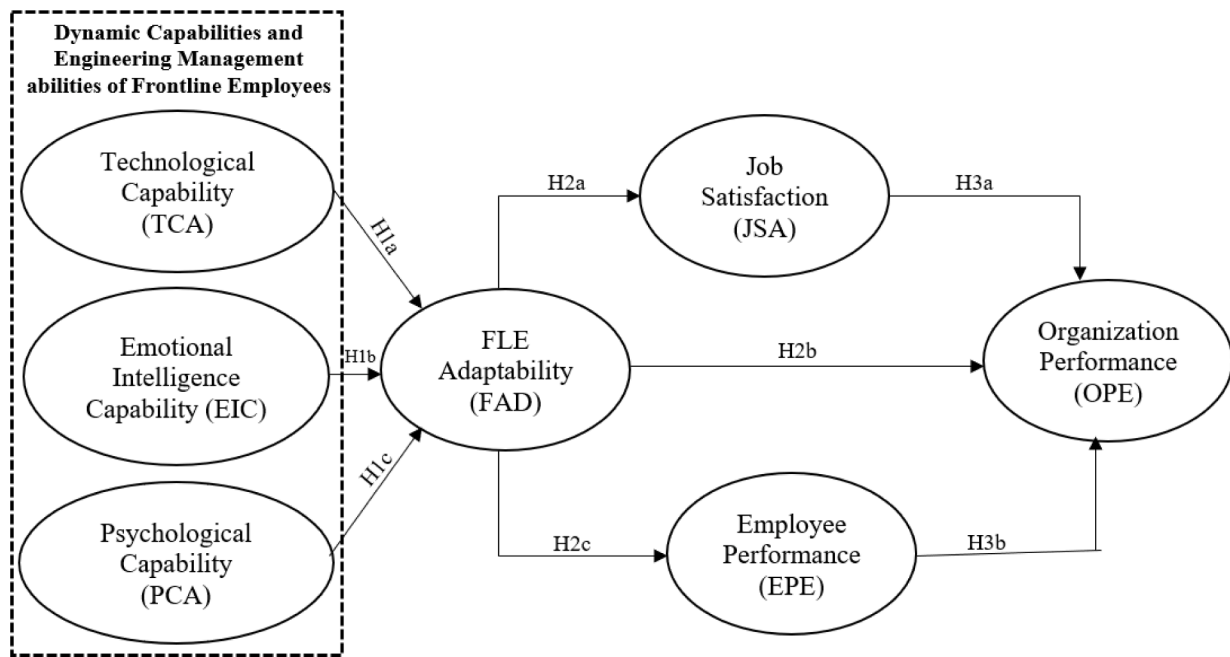 Dynamic Capabilities and
Engineering Management
abilities of Frontline Employees
Technological
Capability
(TCA)
H1a
Emotional
Intelligence
Capability (EIC)
H1b
Psychological
Capability
(PCA)
H1c
FLE
Adaptability
(FAD)
H2a
Job
Satisfaction
(JSA)
H3a
H2b
Organization
Performance
(OPE)
H2c
Employee
Performance
(EPE)
H3b